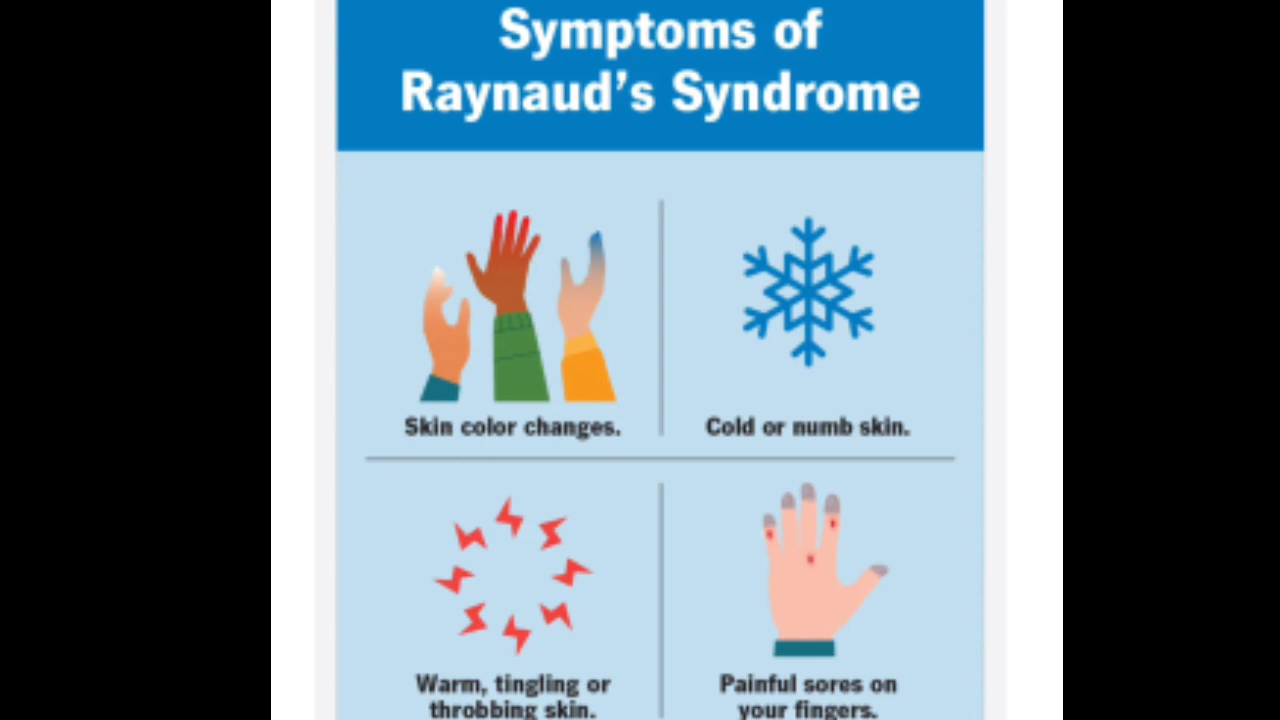 Symptoms of
Raynaud's Syndrome
Skin color changes.
Cold or numb skin.
Warm, tingling or
throbbing skin.
Painful sores on
your fingers.